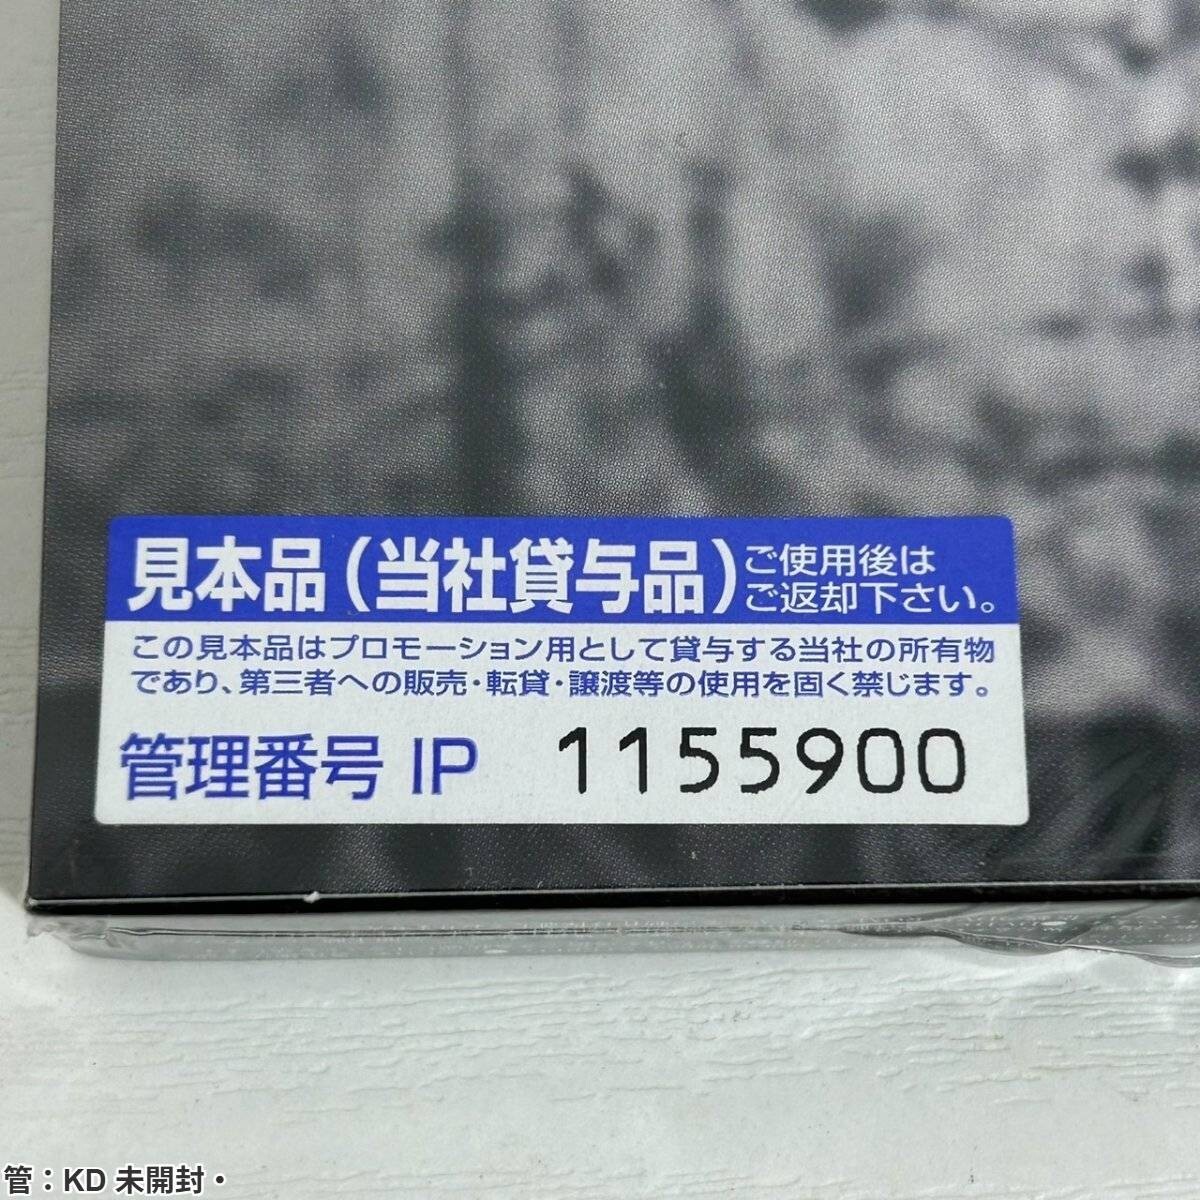 見本品(当社貸与品)ご使用後は
ご返却下さい。
この見本品はプロモーション用として貸与する当社の所有物
であり、第三者への販売・転貸・譲渡等の使用を固く禁じます。
管理番号 IP 1155900
管：KD 未開封・